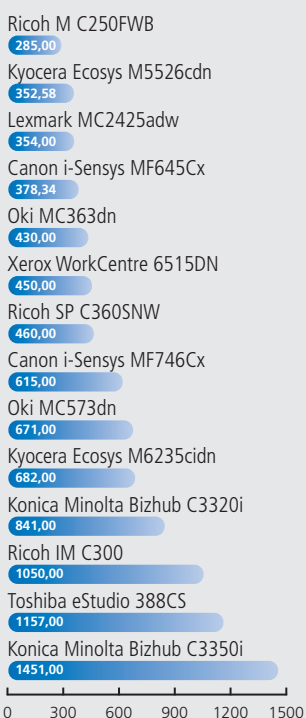 Ricoh M C250FWB
285,00
Kyocera Ecosys M5526cdn
352,58
Lexmark MC2425adw
354,00
Canon i-Sensys MF645Cx
378,34
Oki MC363dn
430,00
Xerox WorkCentre 6515DN
450,00
Ricoh SP C360SNW
460,00
Canon i-Sensys MF746Cx
615,00
Oki MC573dn
671,00
Kyocera Ecosys M6235cidn
682,00
Konica Minolta Bizhub C3320i
841,00
Ricoh IM C300
1050,00
Toshiba eStudio 388CS
1157,00
Konica Minolta Bizhub C3350i
1451,00
0 300 600 900 1200 1500